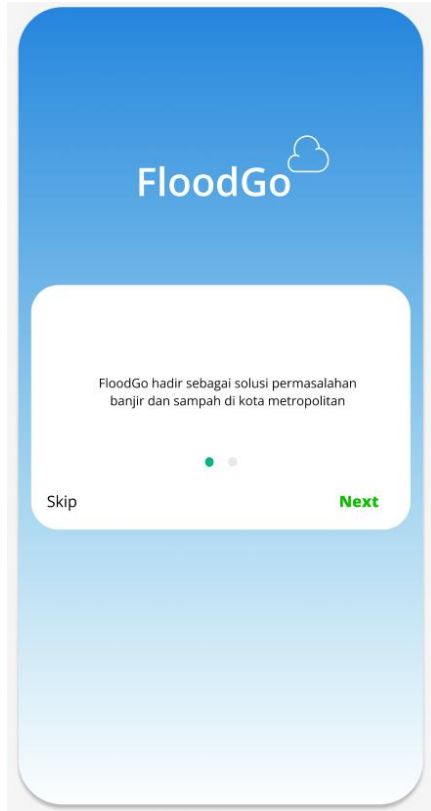 FloodGo
FloodGo hadir sebagai solusi permasalahan
banjir dan sampah di kota metropolitan
Skip
Next